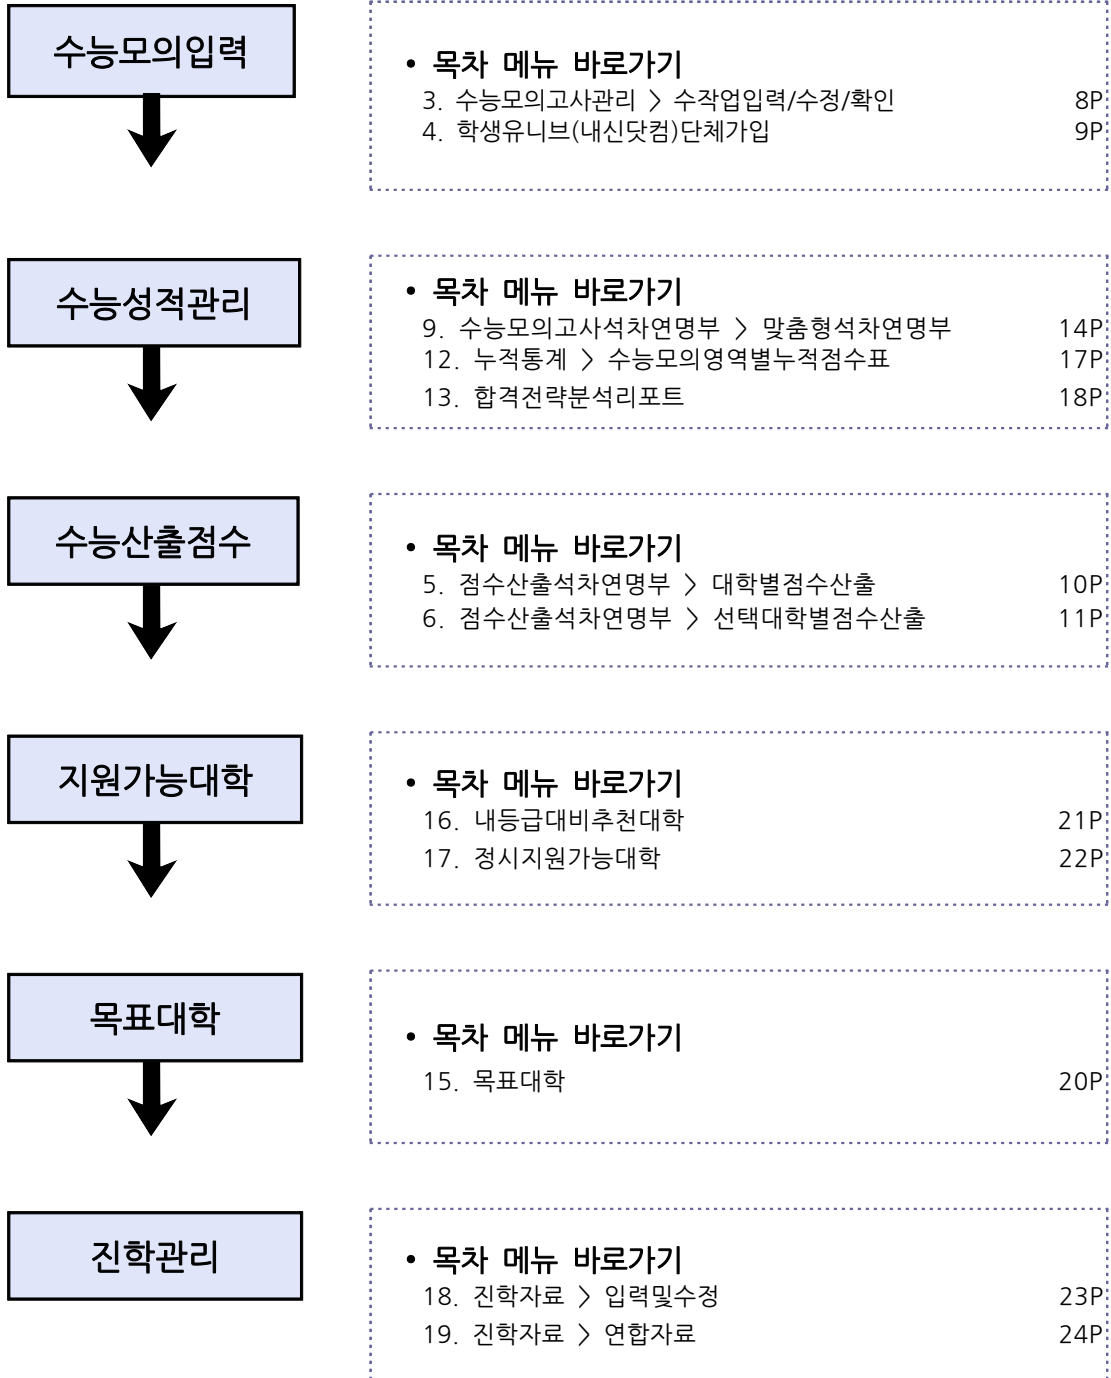 수능모의입력
• 목차 메뉴 바로가기
3. 수능모의고사관리 > 수작업입력/수정/확인 8P
4. 학생유니브(내신닷컴)단체가입 9P
수능성적관리
• 목차 메뉴 바로가기
9. 수능모의고사석차연명부 > 맞춤형석차연명부 14P
12. 누적통계 > 수능모의영역별누적점수표 17P
13. 합격전략분석리포트 18P
수능산출점수
• 목차 메뉴 바로가기
5. 점수산출석차연명부 > 대학별점수산출 10P
6. 점수산출석차연명부 > 선택대학별점수산출 11P
지원가능대학
• 목차 메뉴 바로가기
16. 내등급대비추천대학 21P
17. 정시지원가능대학 22P
목표대학
• 목차 메뉴 바로가기
15. 목표대학 20P
진학관리
• 목차 메뉴 바로가기
18. 진학자료 > 입력및수정 23P
19. 진학자료 > 연합자료 24P